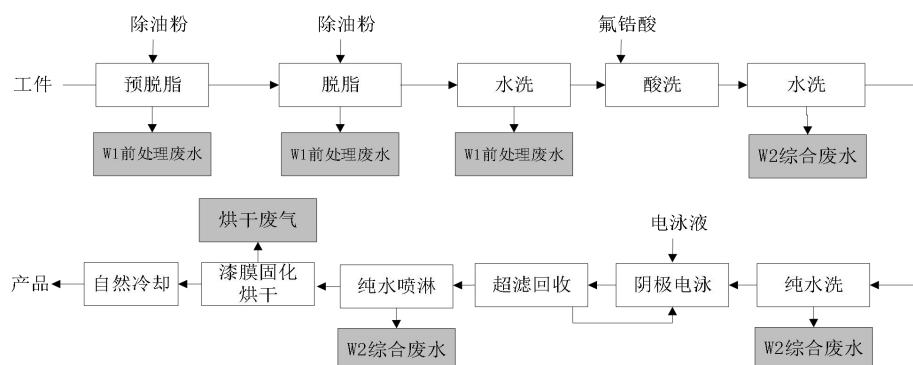 除油粉
除油粉
氟锆酸
工件
预脱脂
脱脂
水洗
酸洗
水洗
W1前处理废水
W1前处理废水
W1前处理废水
W2综合废水
烘干废气
电泳液
产品
自然冷却
漆膜固化
烘干
纯水喷淋
超滤回收
阴极电泳
纯水洗
W2综合废水
W2综合废水